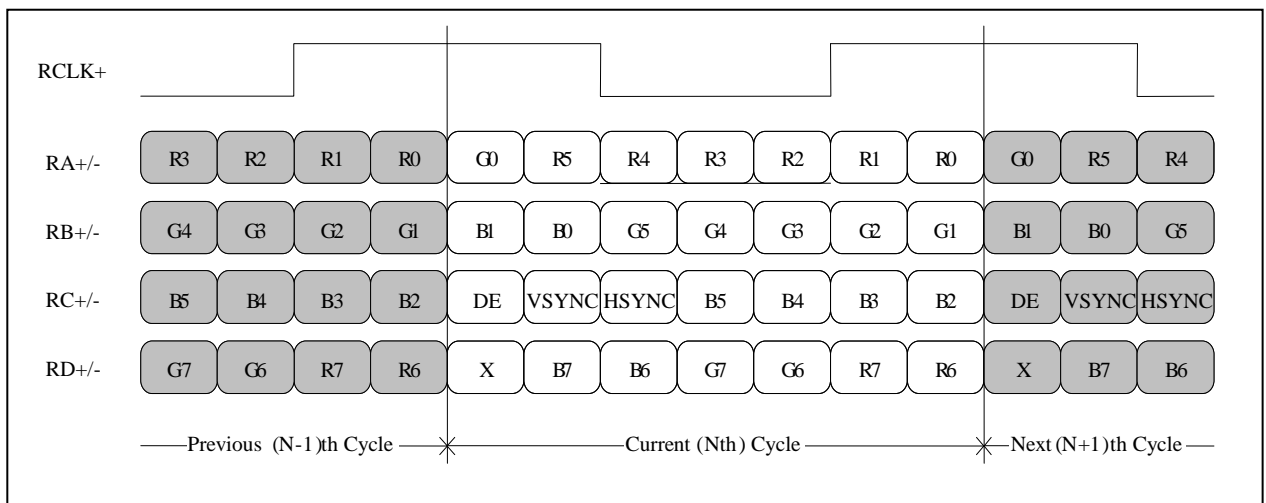 RCLK+
RA+/- R3 R2 R1 R0 G0 R5 R4 R3 R2 R1 R0 G0 R5 R4
RB+/- G4 G3 G2 G1 B1 B0 G5 G4 G3 G2 G1 B1 B0 G5
RC+/- B5 B4 B3 B2 DE VSYNC HSYNC B5 B4 B3 B2 DE VSYNC HSYNC
RD+/- G7 G6 R7 R6 X B7 B6 G7 G6 R7 R6 X B7 B6
Previous (N-1)th Cycle Current (Nth) Cycle Next (N+1)th Cycle